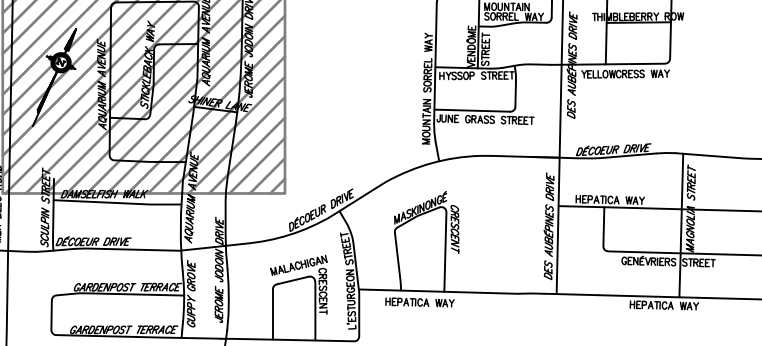 MOUNTAIN
SORREL WAY
THIMBLEBERRY ROW
VENDÔME
STREET
DES AUBÉPINES DRIVE
AQUARIUM AVENUE
JEROME JODOIN DRIVE
STICKLEBACK WAY
AQUARIUM AVENUE
MOUNTAIN SORREL WAY
HYSSOP STREET
YELLOWCRESS WAY
N
SHINER LANE
JUNE GRASS STREET
DÉCOEUR DRIVE
SCULPIN STREET
DAMSELFISH WALK
AQUARIUM AVENUE
DÉCOEUR DRIVE
MASKINONGÉ
CRESCENT
DES AUBÉPINES DRIVE
HEPATICA WAY
MAGNOLIA STREET
DÉCOEUR DRIVE
JEROME JODOIN DRIVE
L'ESTURGEON STREET
GENÉVRIERS STREET
MALACHIGAN
CRESCENT
GUPPY GROVE
GARDENPOST TERRACE
HEPATICA WAY
HEPATICA WAY
GARDENPOST TERRACE